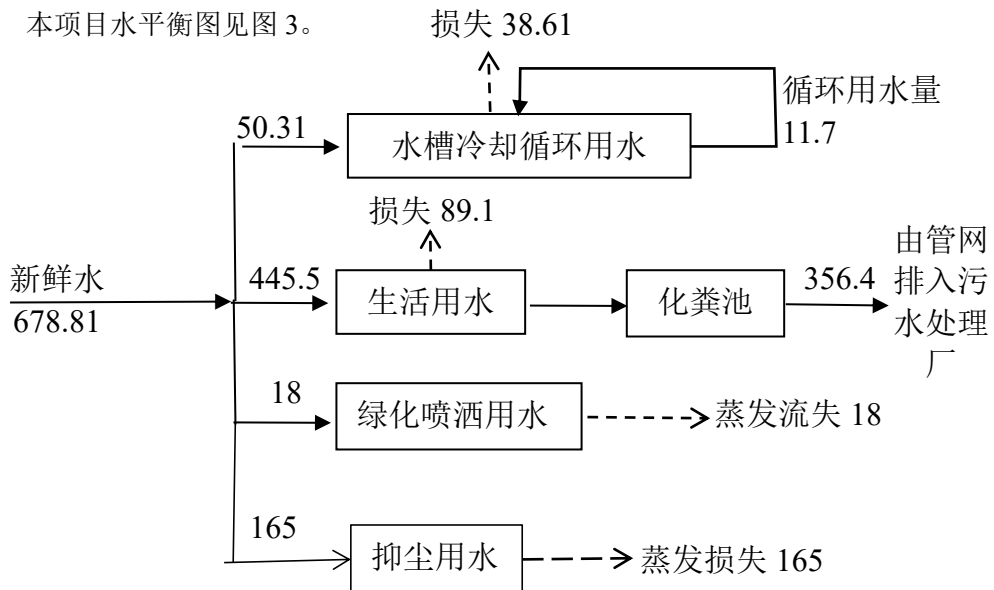 本项目水平衡图见图 3。
损失 38.61
循环用水量
11.7
50.31
水槽冷却循环用水
损失 89.1
新鲜水
678.81
445.5
生活用水
化粪池
356.4
由管网
排入污
水处理
厂
18
绿化喷洒用水
蒸发流失 18
165
抑尘用水
蒸发损失 165